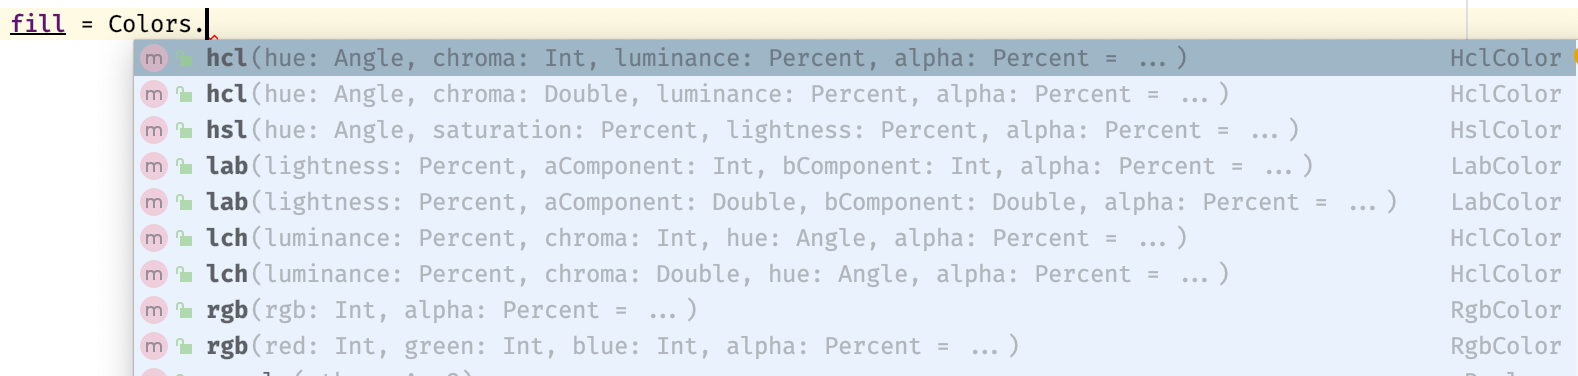 fill = Colors.
m hcl(hue: Angle, chroma: Int, luminance: Percent, alpha: Percent = ...) HclColor
m hcl(hue: Angle, chroma: Double, luminance: Percent, alpha: Percent = ...) HclColor
m hsl(hue: Angle, saturation: Percent, lightness: Percent, alpha: Percent = ...) HslColor
m lab(lightness: Percent, aComponent: Int, bComponent: Int, alpha: Percent = ...) LabColor
m lab(lightness: Percent, aComponent: Double, bComponent: Double, alpha: Percent = ...) LabColor
m lch(luminance: Percent, chroma: Int, hue: Angle, alpha: Percent = ...) HclColor
m lch(luminance: Percent, chroma: Double, hue: Angle, alpha: Percent = ...) HclColor
m rgb(rgb: Int, alpha: Percent = ...) RgbColor
m rgb(red: Int, green: Int, blue: Int, alpha: Percent = ...) RgbColor